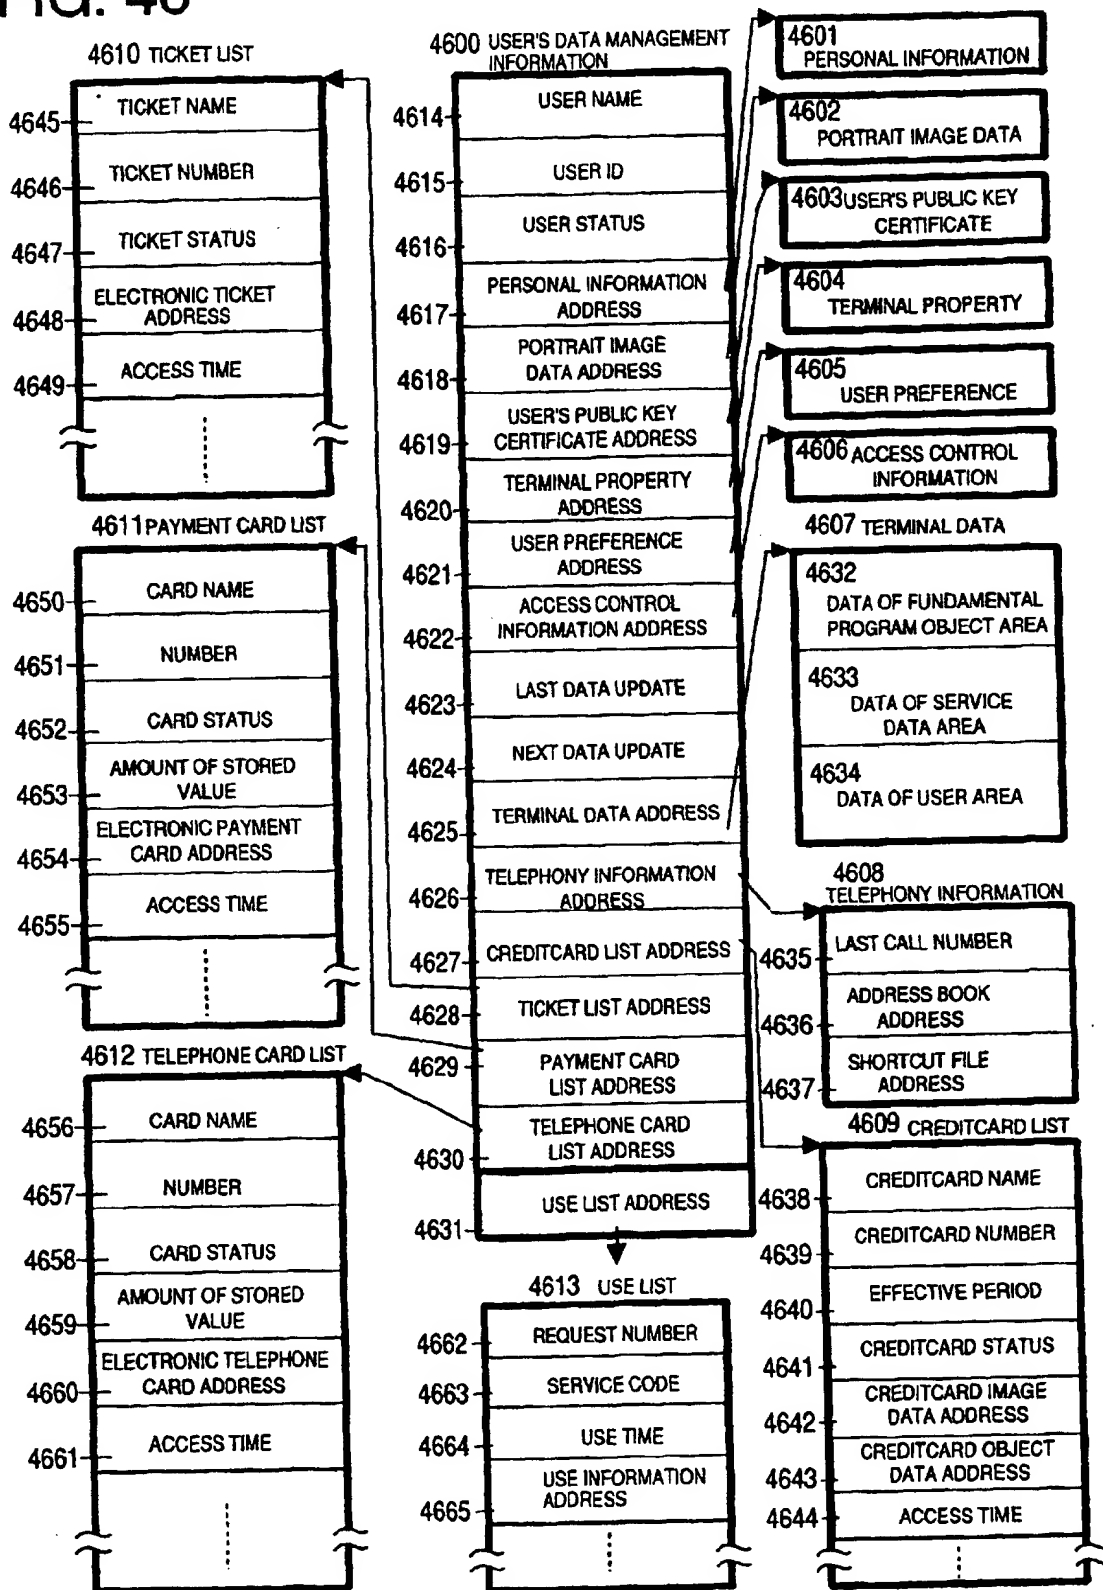 FIG. 46
4610 TICKET LIST
4645 TICKET NAME
4646 TICKET NUMBER
4647 TICKET STATUS
4648 ELECTRONIC TICKET
ADDRESS
4649 ACCESS TIME
4611 PAYMENT CARD LIST
4650 CARD NAME
4651 NUMBER
4652 CARD STATUS
4653 AMOUNT OF STORED
VALUE
4654 ELECTRONIC PAYMENT
CARD ADDRESS
4655 ACCESS TIME
4612 TELEPHONE CARD LIST
4656 CARD NAME
4657 NUMBER
4658 CARD STATUS
4659 AMOUNT OF STORED
VALUE
4660 ELECTRONIC TELEPHONE
CARD ADDRESS
4661 ACCESS TIME
4600 USER'S DATA MANAGEMENT
INFORMATION
4614 USER NAME
4615 USER ID
4616 USER STATUS
4617 PERSONAL INFORMATION
ADDRESS
4618 PORTRAIT IMAGE
DATA ADDRESS
4619 USER'S PUBLIC KEY
CERTIFICATE ADDRESS
4620 TERMINAL PROPERTY
ADDRESS
4621 USER PREFERENCE
ADDRESS
4622 ACCESS CONTROL
INFORMATION ADDRESS
4623 LAST DATA UPDATE
4624 NEXT DATA UPDATE
4625 TERMINAL DATA ADDRESS
4626 TELEPHONY INFORMATION
ADDRESS
4627 CREDITCARD LIST ADDRESS
4628 TICKET LIST ADDRESS
4629 PAYMENT CARD
LIST ADDRESS
4630 TELEPHONE CARD
LIST ADDRESS
4631 USE LIST ADDRESS
4613 USE LIST
4662 REQUEST NUMBER
4663 SERVICE CODE
4664 USE TIME
4665 USE INFORMATION
ADDRESS
4601
PERSONAL INFORMATION
4602
PORTRAIT IMAGE DATA
4603 USER'S PUBLIC KEY
CERTIFICATE
4604
TERMINAL PROPERTY
4605
USER PREFERENCE
4606 ACCESS CONTROL
INFORMATION
4607 TERMINAL DATA
4632
DATA OF FUNDAMENTAL
PROGRAM OBJECT AREA
4633
DATA OF SERVICE
DATA AREA
4634
DATA OF USER AREA
4608
TELEPHONY INFORMATION
4635 LAST CALL NUMBER
4636 ADDRESS BOOK
ADDRESS
4637 SHORTCUT FILE
ADDRESS
4609 CREDITCARD LIST
4638 CREDITCARD NAME
4639 CREDITCARD NUMBER
4640 EFFECTIVE PERIOD
4641 CREDITCARD STATUS
4642 CREDITCARD IMAGE
DATA ADDRESS
4643 CREDITCARD OBJECT
DATA ADDRESS
4644 ACCESS TIME